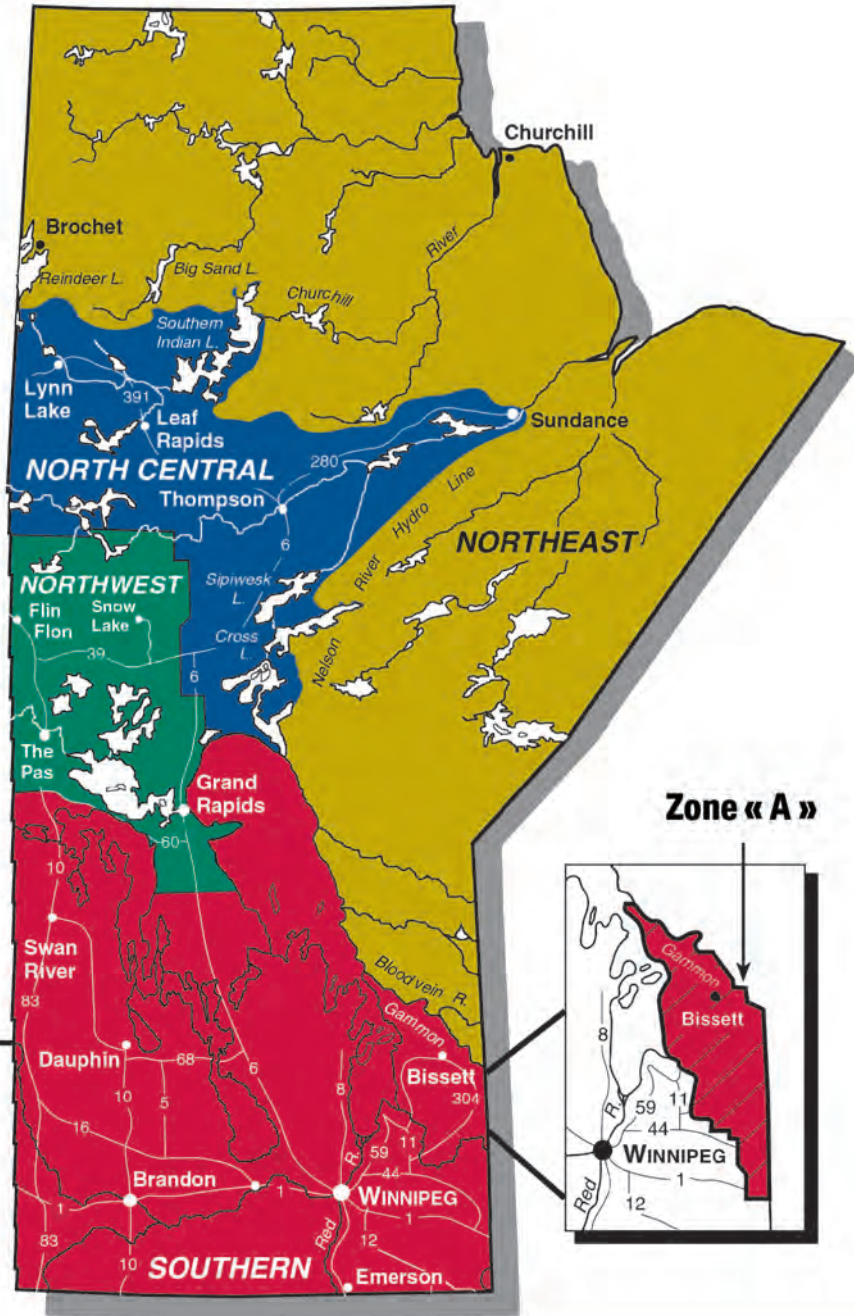 Churchill
Brochet
River
Reindeer L.
Big Sand L.
Churchill
Southern
Indian L.
Lynn
Lake
391
Leaf
Rapids
Sundance
NORTH CENTRAL
280
Thompson
Hydro Line
River
Nelson
NORTHEAST
6
NORTHWEST
Sipiwesk
L.
Flin
Flon
Snow
Lake
Cross
L.
39
6
The
Pas
Grand
Rapids
Zone « A »
60
10
Swan
River
83
Bloodvein R.
Gammon
Gammon
Bissett
Dauphin
68
6
8
Bissett
304
10
5
16
59
11
44
R.
8
R.
59
11
44
WINNIPEG
1
12
Red
Brandon
1
1
WINNIPEG
1
83
10
Red
12
SOUTHERN
Emerson